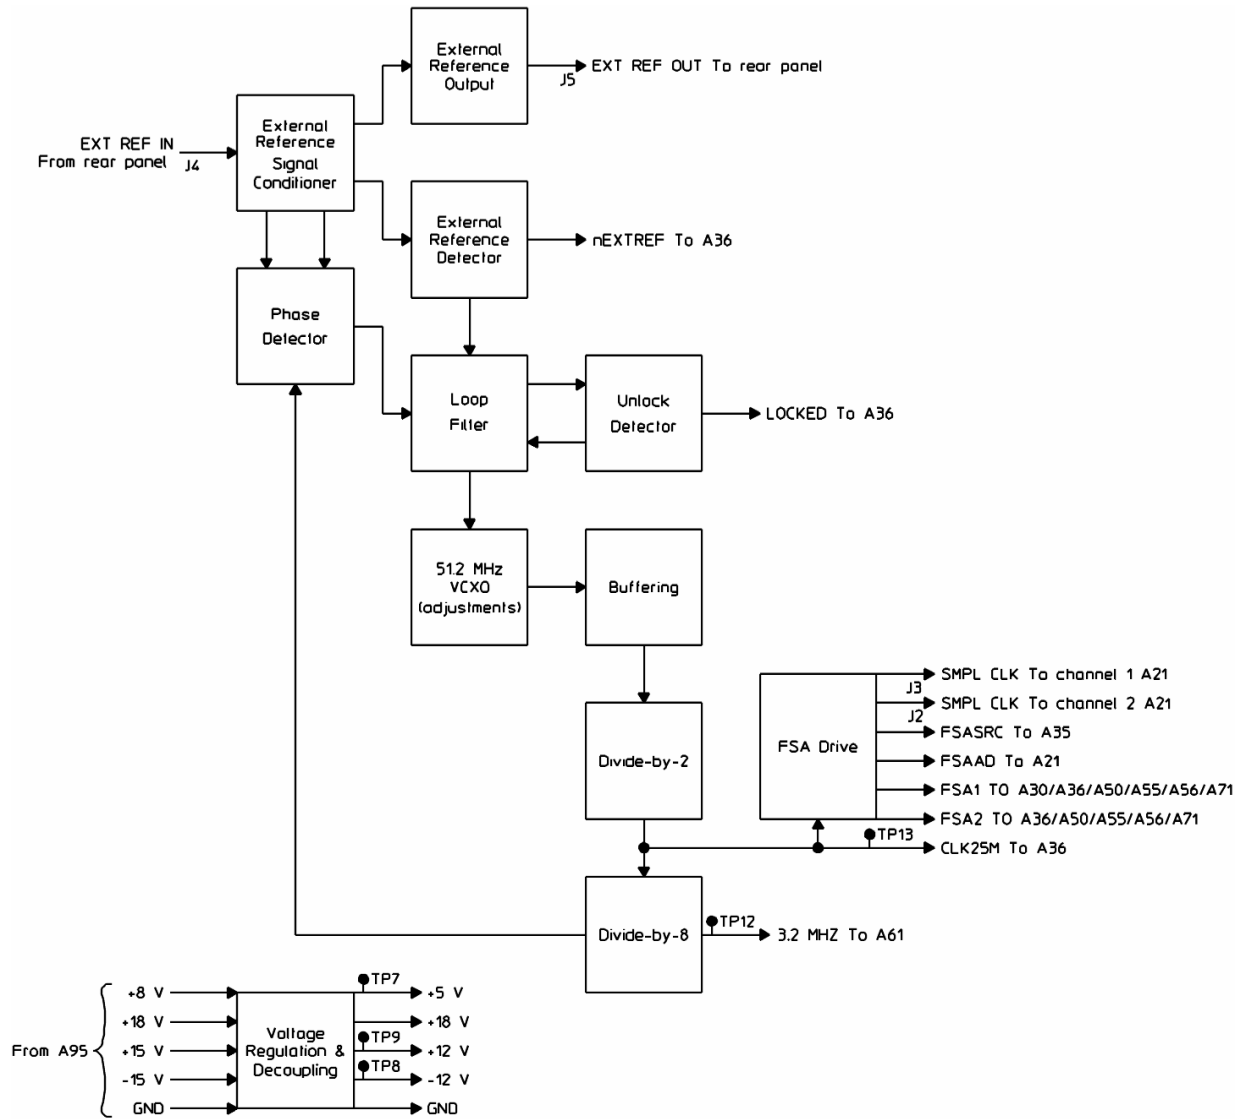 External
Reference
Output
J5
EXT REF OUT To rear panel
EXT REF IN
From rear panel
J4
External
Reference
Signal
Conditioner
External
Reference
Detector
nEXTREF To A36
Phase
Detector
Loop
Filter
Unlock
Detector
LOCKED To A36
51.2 MHz
VCXO
(adjustments)
Buffering
Divide-by-2
FSA Drive
SMPL CLK To channel 1 A21
J3
SMPL CLK To channel 2 A21
J2
FSASRC To A35
FSAAD To A21
FSA1 TO A30/A36/A50/A55/A56/A71
FSA2 TO A36/A50/A55/A56/A71
TP13
CLK25M To A36
Divide-by-8
TP12
3.2 MHZ To A61
From A95
+8 V
+18 V
+15 V
-15 V
GND
Voltage
Regulation &
Decoupling
TP7
+5 V
+18 V
TP9
+12 V
TP8
-12 V
GND